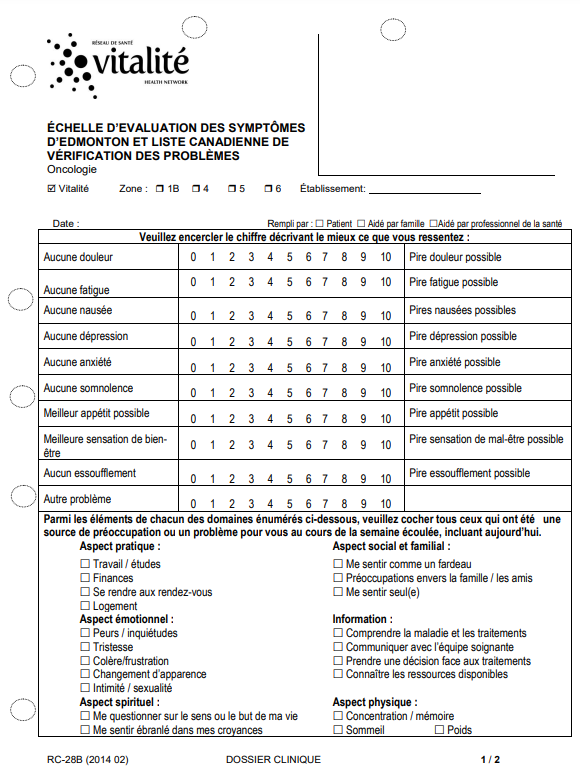 RÉSEAU DE SANTÉ
vitalité
HEALTH NETWORK
ÉCHELLE D'EVALUATION DES SYMPTÔMES
D'EDMONTON ET LISTE CANADIENNE DE
VÉRIFICATION DES PROBLÈMES
Oncologie
☑ Vitalité Zone : ☐ 1B ☐ 4 ☐ 5 ☐ 6 Établissement: ____________
Date : Rempli par : ☐ Patient ☐ Aidé par famille ☐Aidé par professionnel de la santé
Veuillez encercler le chiffre décrivant le mieux ce que vous ressentez :
Aucune douleur 0 1 2 3 4 5 6 7 8 9 10 Pire douleur possible
Aucune fatigue 0 1 2 3 4 5 6 7 8 9 10 Pire fatigue possible
Aucune nausée 0 1 2 3 4 5 6 7 8 9 10 Pires nausées possibles
Aucune dépression 0 1 2 3 4 5 6 7 8 9 10 Pire dépression possible
Aucune anxiété 0 1 2 3 4 5 6 7 8 9 10 Pire anxiété possible
Aucune somnolence 0 1 2 3 4 5 6 7 8 9 10 Pire somnolence possible
Meilleur appétit possible 0 1 2 3 4 5 6 7 8 9 10 Pire appétit possible
Meilleure sensation de bien-
être 0 1 2 3 4 5 6 7 8 9 10 Pire sensation de mal-être possible
Aucun essoufflement 0 1 2 3 4 5 6 7 8 9 10 Pire essoufflement possible
Autre problème 0 1 2 3 4 5 6 7 8 9 10
Parmi les éléments de chacun des domaines énumérés ci-dessous, veuillez cocher tous ceux qui ont été une
source de préoccupation ou un problème pour vous au cours de la semaine écoulée, incluant aujourd'hui.
Aspect pratique :
☐ Travail / études
☐ Finances
☐ Se rendre aux rendez-vous
☐ Logement
Aspect social et familial :
☐ Me sentir comme un fardeau
☐ Préoccupations envers la famille / les amis
☐ Me sentir seul(e)
Aspect émotionnel :
☐ Peurs / inquiétudes
☐ Tristesse
☐ Colère/frustration
☐ Changement d'apparence
☐ Intimité / sexualité
Information :
☐ Comprendre la maladie et les traitements
☐ Communiquer avec l'équipe soignante
☐ Prendre une décision face aux traitements
☐ Connaître les ressources disponibles
Aspect spirituel :
☐ Me questionner sur le sens ou le but de ma vie
☐ Me sentir ébranlé dans mes croyances
Aspect physique :
☐ Concentration / mémoire
☐ Sommeil ☐ Poids
RC-28B (2014 02) DOSSIER CLINIQUE 1 / 2